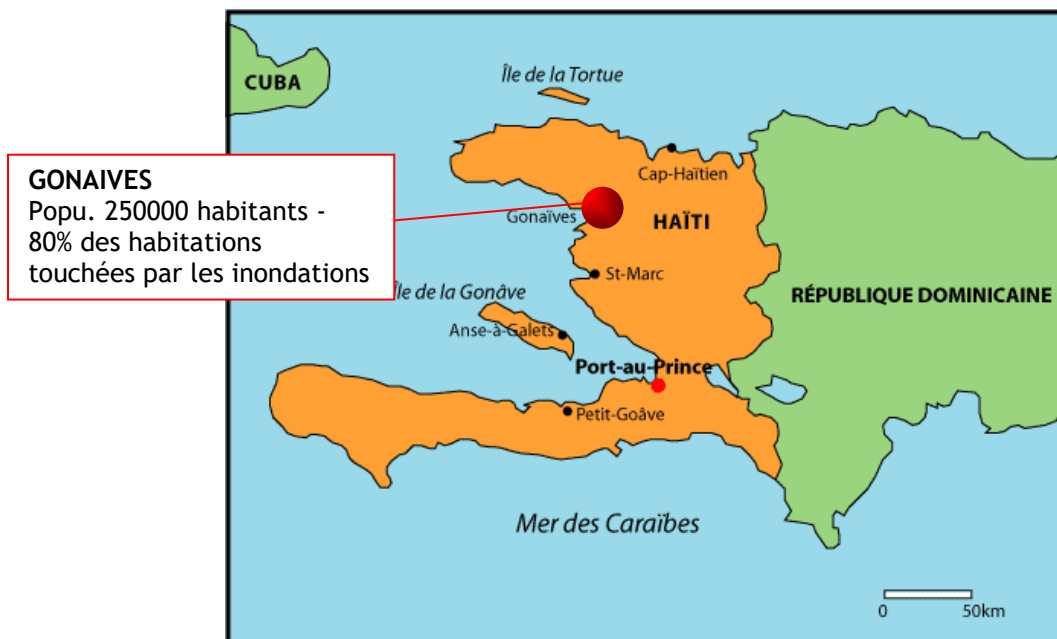 CUBA
Île de la Tortue
GONAIVES
Popu. 250000 habitants -
80% des habitations
touchées par les inondations
Cap-Haïtien
Gonaïves
HAÏTI
St-Marc
Île de la Gonâve
RÉPUBLIQUE DOMINICAINE
Anse-à-Galets
Port-au-Prince
Petit-Goâve
Mer des Caraïbes
0 50km